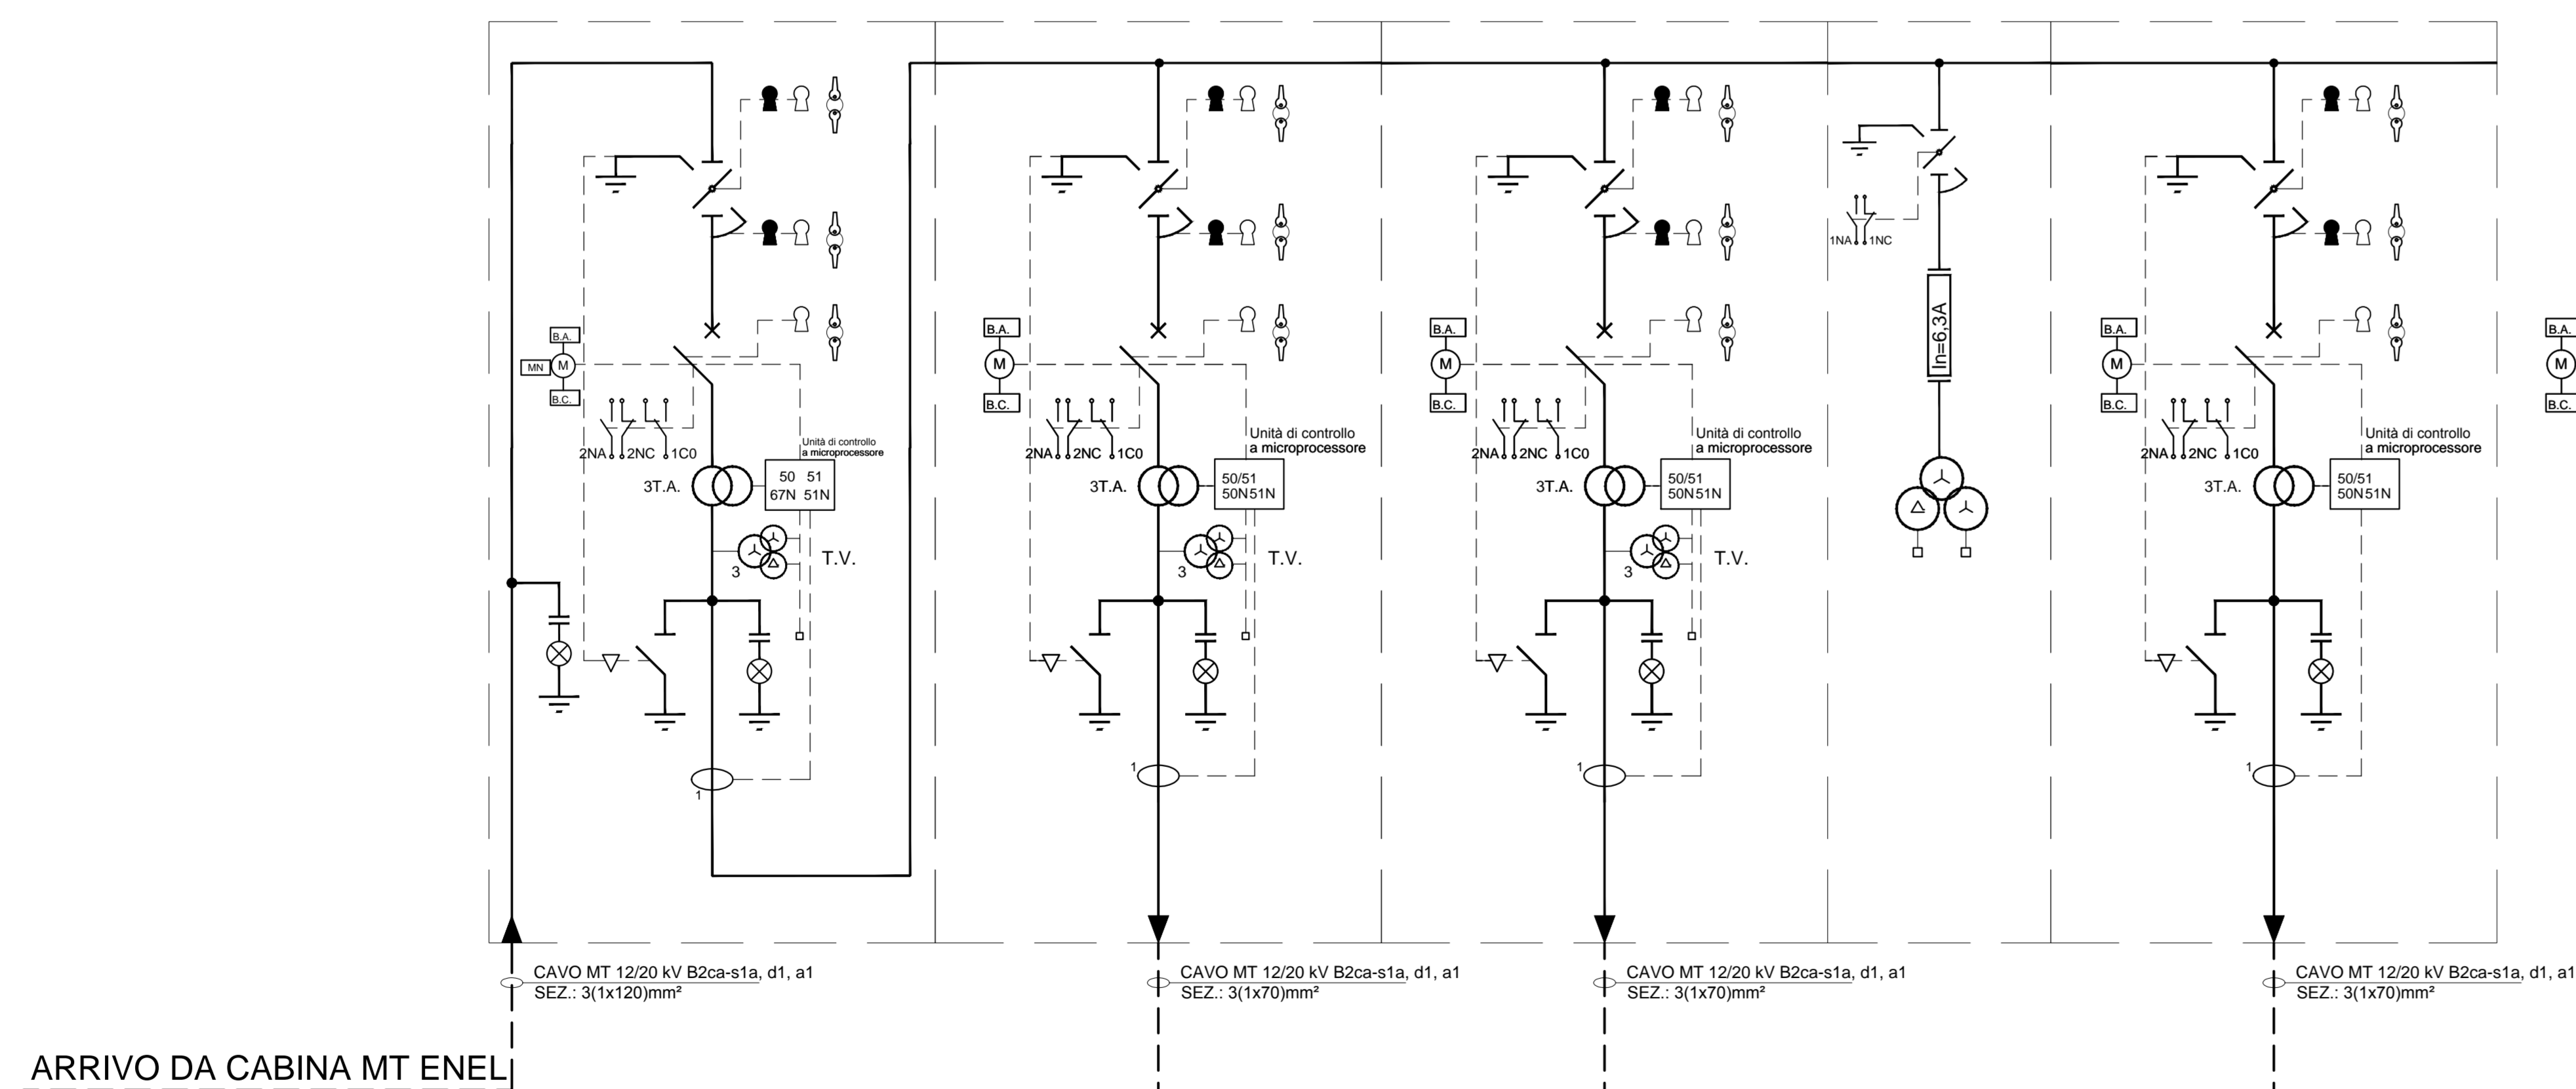 B.A.
MN
M
B.C.
2NA
2NC
1C0
3T.A.
Unità di controllo
a microprocessore
50 51
67N 51N
T.V.
3
1
CAVO MT 12/20 kV B2ca-s1a, d1, a1
SEZ.: 3(1x120)mm²
ARRIVO DA CABINA MT ENEL
B.A.
M
B.C.
2NA
2NC
1C0
3T.A.
Unità di controllo
a microprocessore
50/51
50N51N
T.V.
3
1
CAVO MT 12/20 kV B2ca-s1a, d1, a1
SEZ.: 3(1x70)mm²
B.A.
M
B.C.
2NA
2NC
1C0
3T.A.
Unità di controllo
a microprocessore
50/51
50N51N
T.V.
3
1
CAVO MT 12/20 kV B2ca-s1a, d1, a1
SEZ.: 3(1x70)mm²
1NA
1NC
In=6,3A
B.A.
M
B.C.
2NA
2NC
1C0
3T.A.
Unità di controllo
a microprocessore
50/51
50N51N
1
CAVO MT 12/20 kV B2ca-s1a, d1, a1
SEZ.: 3(1x70)mm²
B.A.
M
B.C.